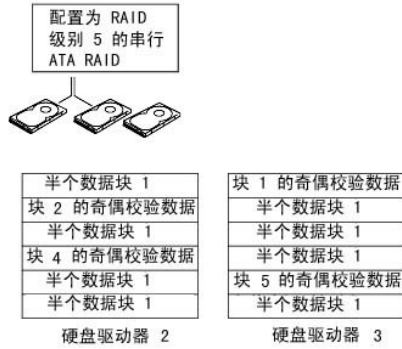 配置为 RAID
级别 5 的串行
ATA RAID
半个数据块 1
块 2 的奇偶校验数据
半个数据块 1
块 4 的奇偶校验数据
半个数据块 1
半个数据块 1
硬盘驱动器 2
块 1 的奇偶校验数据
半个数据块 1
半个数据块 1
半个数据块 1
块 5 的奇偶校验数据
半个数据块 1
硬盘驱动器 3